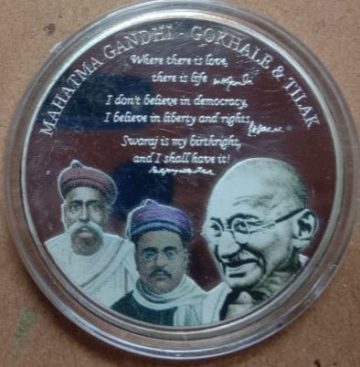 MAHATMA GANDHI · GOKHALE & TILAK
Where there is love,
there is life
I don't believe in democracy,
I believe in liberty and rights
Swaraj is my birthright,
and I shall have it!